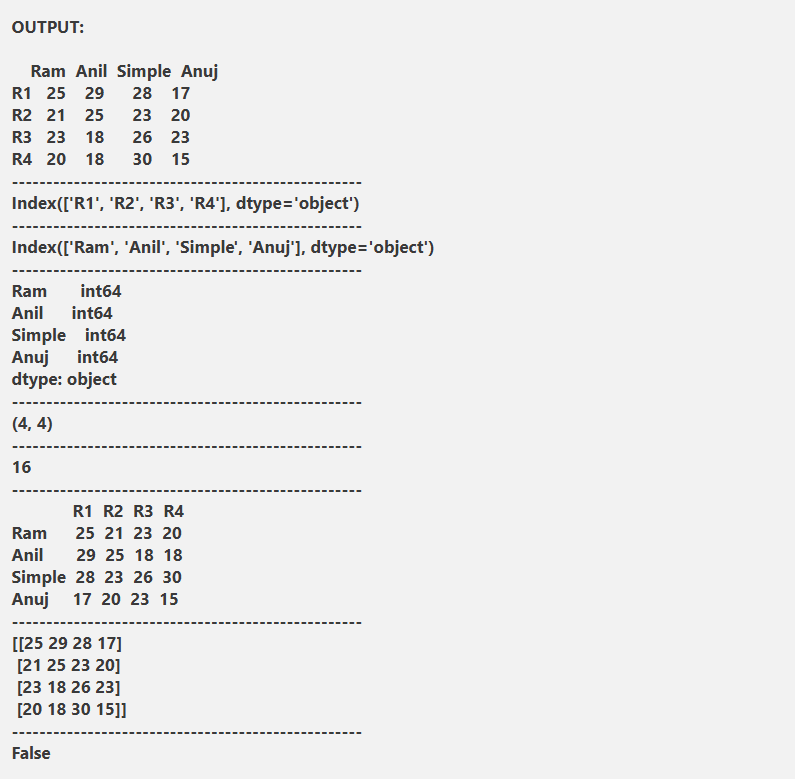 OUTPUT:
Ram Anil Simple Anuj
R1 25 29 28 17
R2 21 25 23 20
R3 23 18 26 23
R4 20 18 30 15
---------------------------------------------------
Index(['R1', 'R2', 'R3', 'R4'], dtype='object')
---------------------------------------------------
Index(['Ram', 'Anil', 'Simple', 'Anuj'], dtype='object')
---------------------------------------------------
Ram int64
Anil int64
Simple int64
Anuj int64
dtype: object
---------------------------------------------------
(4, 4)
---------------------------------------------------
16
---------------------------------------------------
R1 R2 R3 R4
Ram 25 21 23 20
Anil 29 25 18 18
Simple 28 23 26 30
Anuj 17 20 23 15
---------------------------------------------------
[[25 29 28 17]
[21 25 23 20]
[23 18 26 23]
[20 18 30 15]]
---------------------------------------------------
False